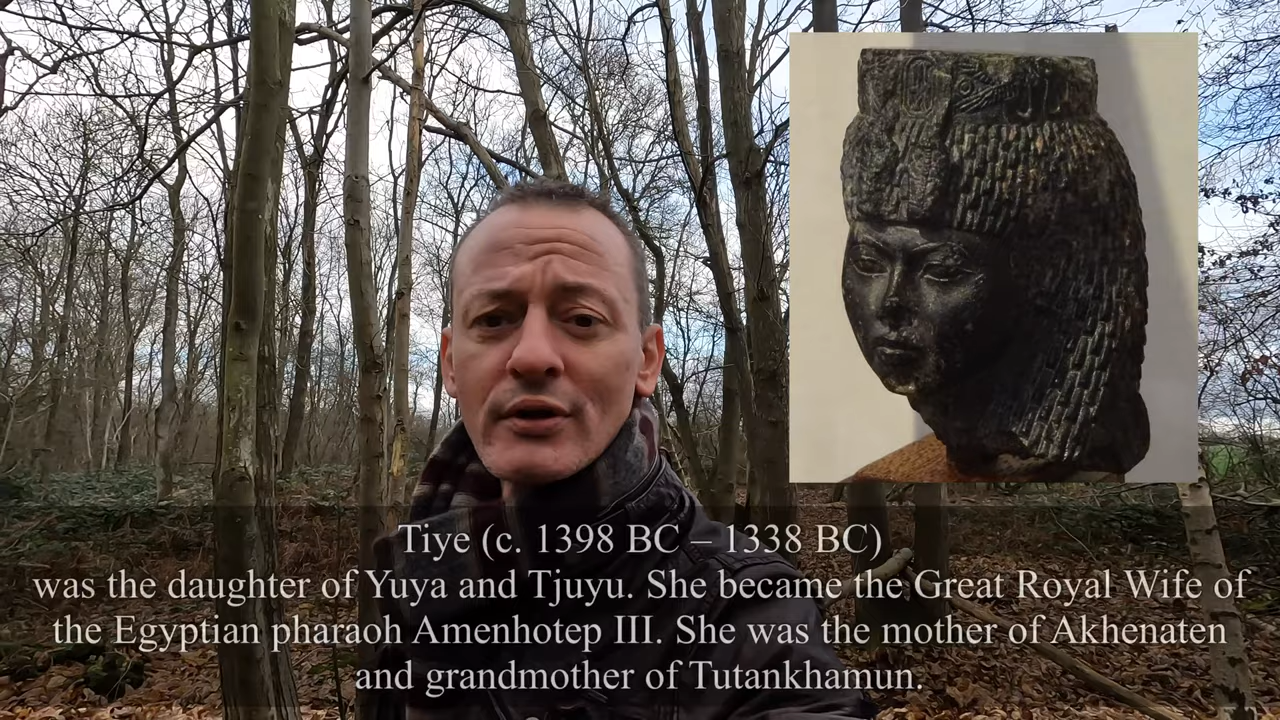 Tiye (c. 1398 BC – 1338 BC)
was the daughter of Yuya and Tjuyu. She became the Great Royal Wife of
the Egyptian pharaoh Amenhotep III. She was the mother of Akhenaten
and grandmother of Tutankhamun.